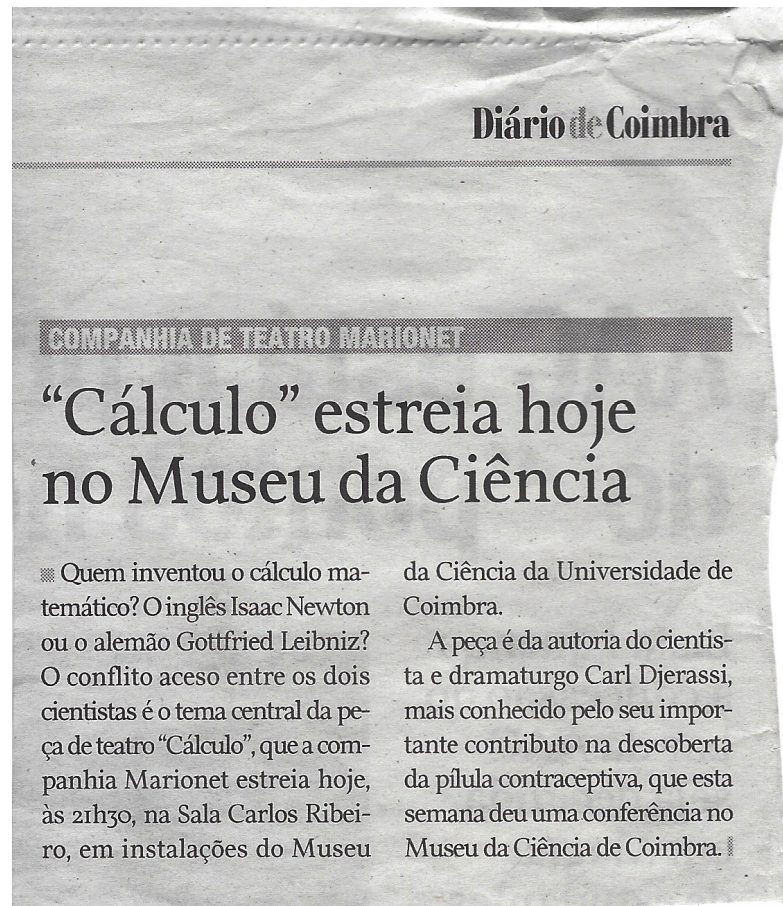 Diário de Coimbra
COMPANHIA DE TEATRO MARIONET
“Cálculo” estreia hoje
no Museu da Ciência
Quem inventou o cálculo ma-
temático? O inglês Isaac Newton
ou o alemão Gottfried Leibniz?
O conflito aceso entre os dois
cientistas é o tema central da pe-
ça de teatro “Cálculo”, que a com-
panhia Marionet estreia hoje,
às 21h30, na Sala Carlos Ribei-
ro, em instalações do Museu
da Ciência da Universidade de
Coimbra.
A peça é da autoria do cientis-
ta e dramaturgo Carl Djerassi,
mais conhecido pelo seu impor-
tante contributo na descoberta
da pílula contraceptiva, que esta
semana deu uma conferência no
Museu da Ciência de Coimbra.